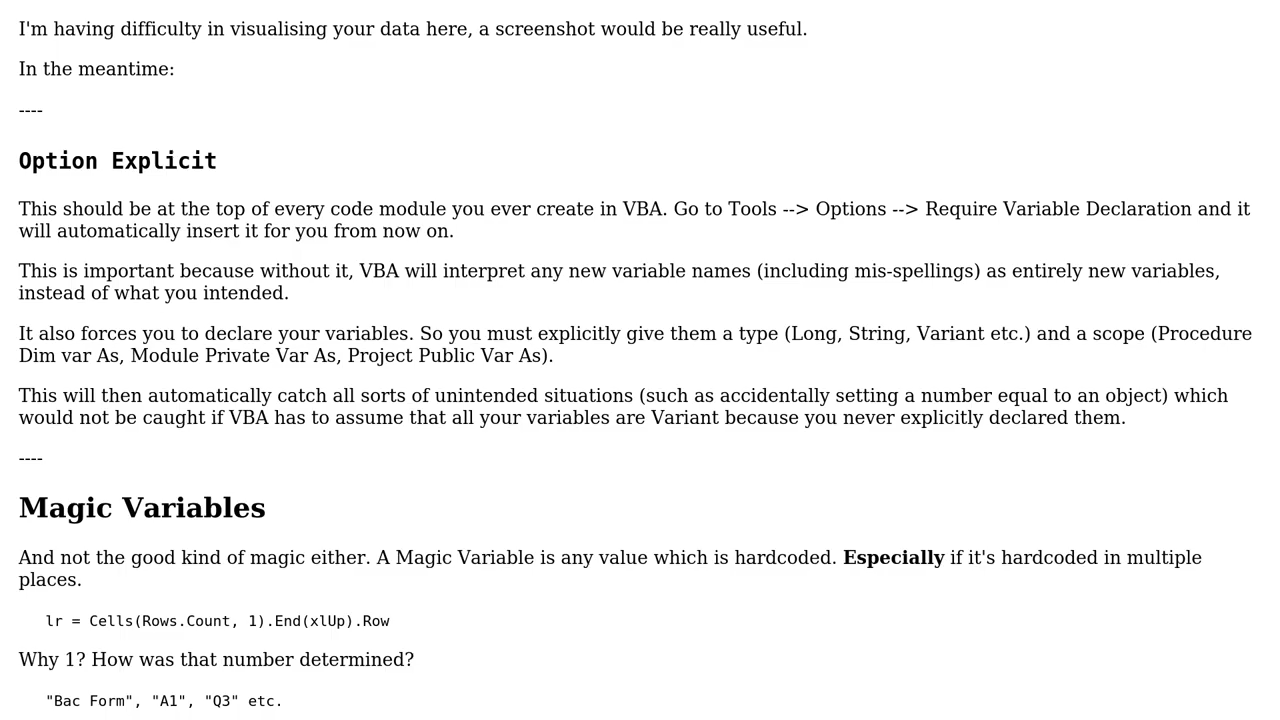 I'm having difficulty in visualising your data here, a screenshot would be really useful.
In the meantime:
----
Option Explicit
This should be at the top of every code module you ever create in VBA. Go to Tools --> Options --> Require Variable Declaration and it
will automatically insert it for you from now on.
This is important because without it, VBA will interpret any new variable names (including mis-spellings) as entirely new variables,
instead of what you intended.
It also forces you to declare your variables. So you must explicitly give them a type (Long, String, Variant etc.) and a scope (Procedure
Dim var As, Module Private Var As, Project Public Var As).
This will then automatically catch all sorts of unintended situations (such as accidentally setting a number equal to an object) which
would not be caught if VBA has to assume that all your variables are Variant because you never explicitly declared them.
----
Magic Variables
And not the good kind of magic either. A Magic Variable is any value which is hardcoded. Especially if it's hardcoded in multiple
places.
lr = Cells(Rows.Count, 1).End(xlUp).Row
Why 1? How was that number determined?
"Bac Form", "A1", "Q3" etc.